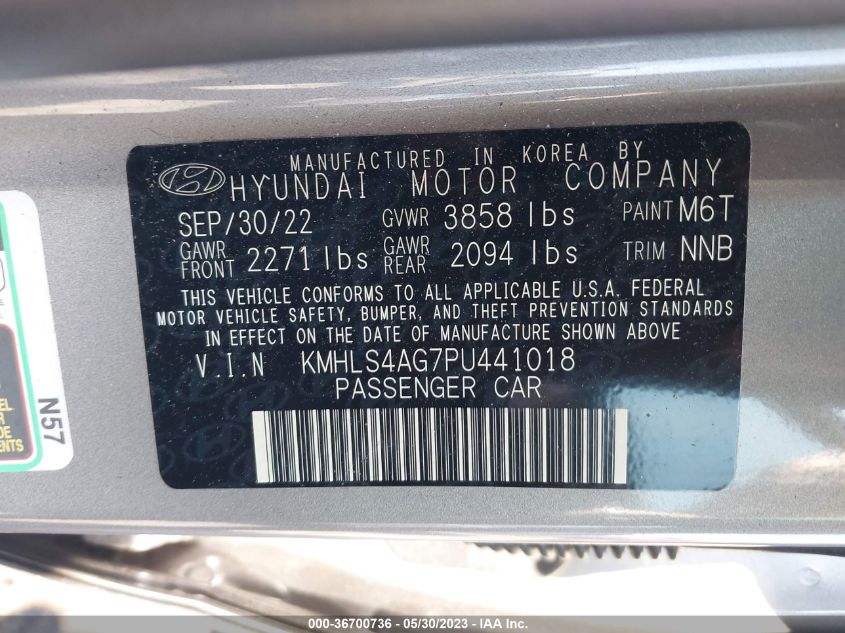 MANUFACTURED IN KOREA BY
HYUNDAI MOTOR COMPANY
SEP/30/22 GVWR 3858 lbs PAINT M6T
GAWR FRONT 2271 lbs GAWR REAR 2094 lbs TRIM NNB
THIS VEHICLE CONFORMS TO ALL APPLICABLE U.S.A. FEDERAL
MOTOR VEHICLE SAFETY, BUMPER, AND THEFT PREVENTION STANDARDS
IN EFFECT ON THE DATE OF MANUFACTURE SHOWN ABOVE
V.I.N KMHLS4AG7PU441018
PASSENGER CAR
N57
© - 36700736 - 05/30/2023 - IAA Inc.